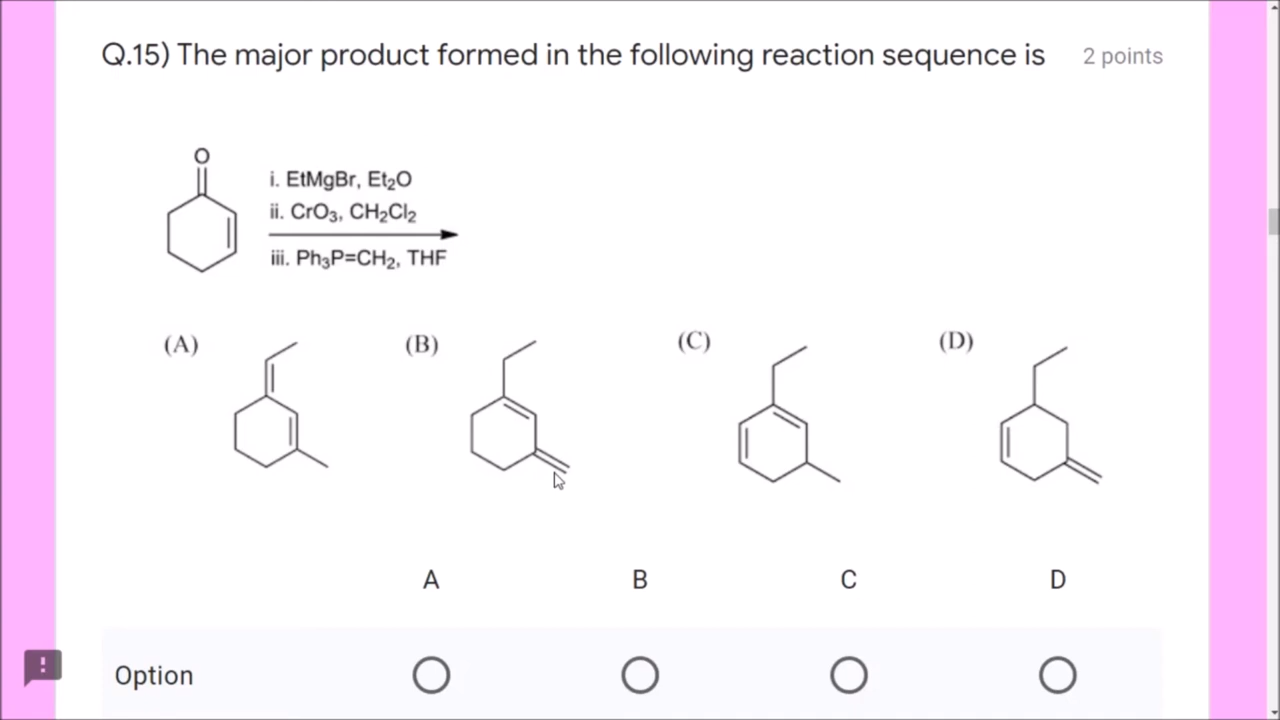 Q.15) The major product formed in the following reaction sequence is 2 points
O
i. EtMgBr, Et₂O
ii. CrO₃, CH₂Cl₂
iii. Ph₃P=CH₂, THF
(A) (B) (C) (D)
A B C D
Option